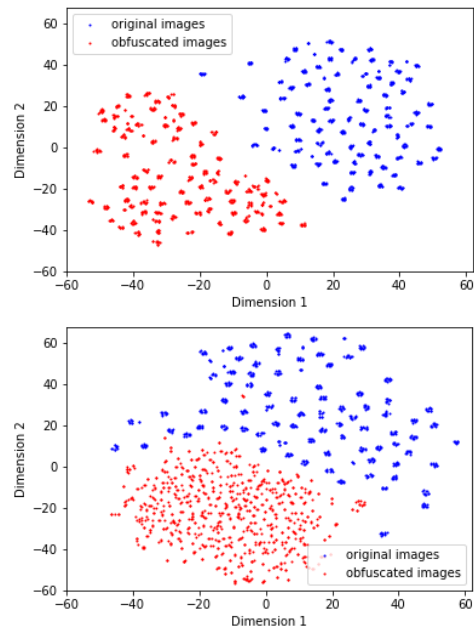 original images
obfuscated images
60
40
20
0
−20
−40
−60
Dimension 2
−60 −40 −20 0 20 40 60
Dimension 1
60
40
20
0
−20
−40
−60
Dimension 2
original images
obfuscated images
−60 −40 −20 0 20 40 60
Dimension 1